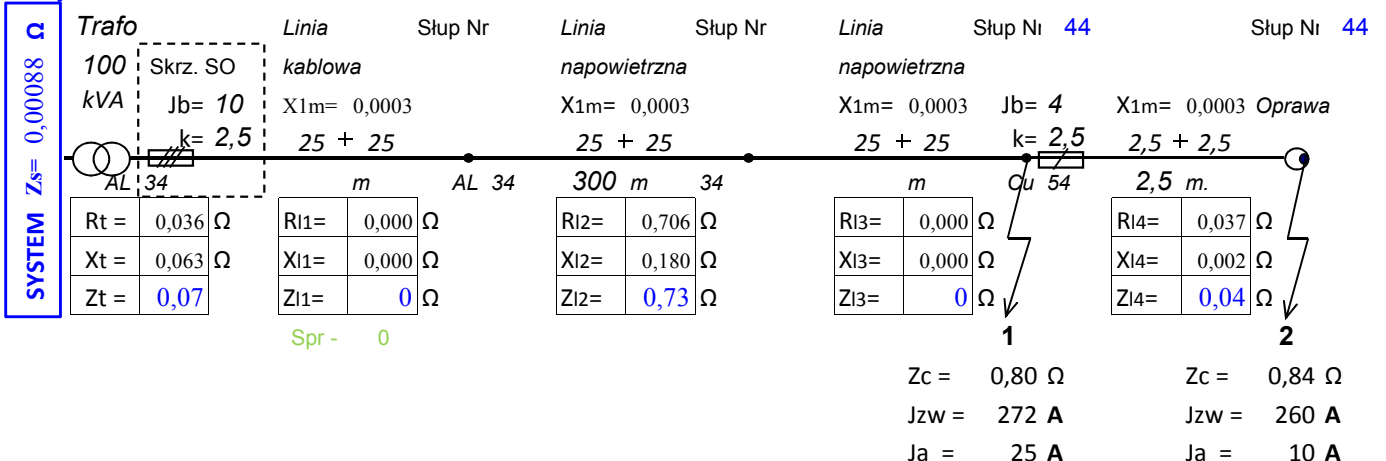 SYSTEM Zs= 0,00088 Ω
Trafo Linia Słup Nr Linia Słup Nr Linia Słup Nr 44 Słup Nr 44
100 Skrz. SO kablowa napowietrzna napowietrzna
kVA Jb= 10 X1m= 0,0003 X1m= 0,0003 X1m= 0,0003 Jb= 4 X1m= 0,0003 Oprawa
k= 2,5 25 + 25 25 + 25 25 + 25 k= 2,5 2,5 + 2,5
AL 34 m AL 34 300 m 34 m Cu 54 2,5 m.
Rt = 0,036 Ω Rl1= 0,000 Ω Rl2= 0,706 Ω Rl3= 0,000 Ω Rl4= 0,037 Ω
Xt = 0,063 Ω Xl1= 0,000 Ω Xl2= 0,180 Ω Xl3= 0,000 Ω Xl4= 0,002 Ω
Zt = 0,07 Zl1= 0 Ω Zl2= 0,73 Ω Zl3= 0 Ω Zl4= 0,04 Ω
Spr - 0 1 2
Zc = 0,80 Ω Zc = 0,84 Ω
Jzw = 272 A Jzw = 260 A
Ja = 25 A Ja = 10 A